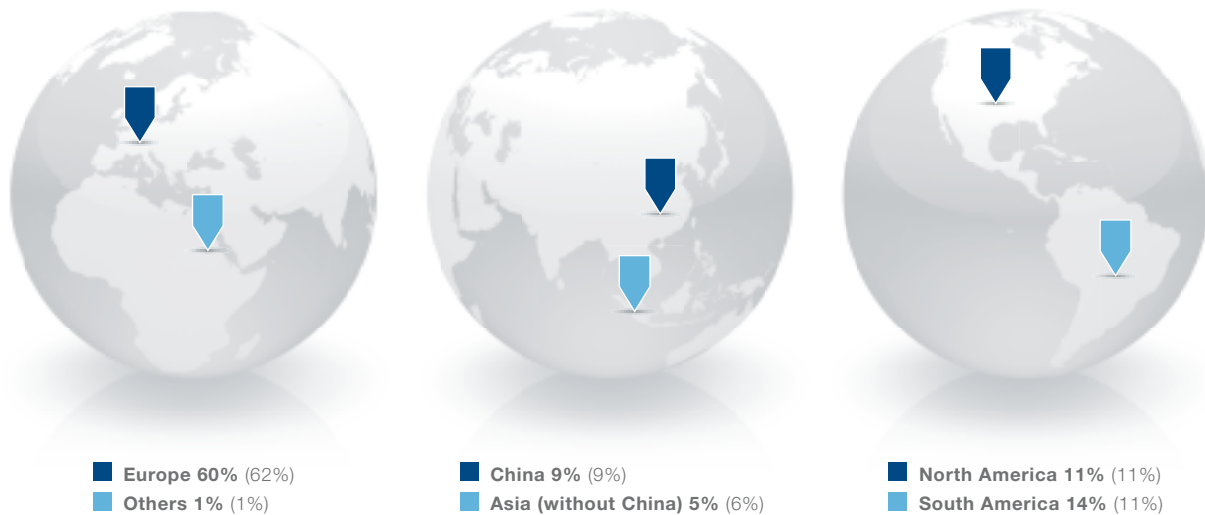 Europe 60% (62%)
Others 1% (1%)
China 9% (9%)
Asia (without China) 5% (6%)
North America 11% (11%)
South America 14% (11%)